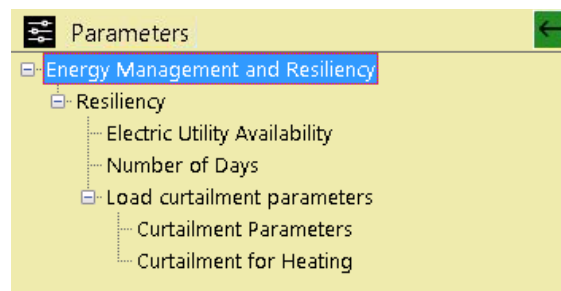 Parameters
Energy Management and Resiliency
Resiliency
Electric Utility Availability
Number of Days
Load curtailment parameters
Curtailment Parameters
Curtailment for Heating